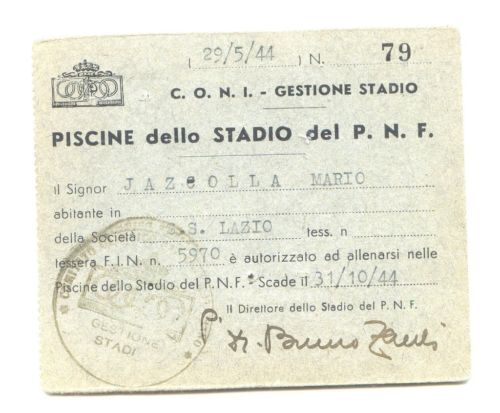 ( 29/5/44 ) N. 79
C. O. N. I. - GESTIONE STADIO
PISCINE dello STADIO del P. N. F.
Il Signor JAZCOLLA MARIO
abitante in
della Società S.S. LAZIO tess. n
tessera F.I.N. n. 5970 è autorizzato ad allenarsi nelle
Piscine dello Stadio del P.N.F. - Scade il 31/10/44
Il Direttore dello Stadio del P. N. F.
Bruno
GESTIONE
STADI